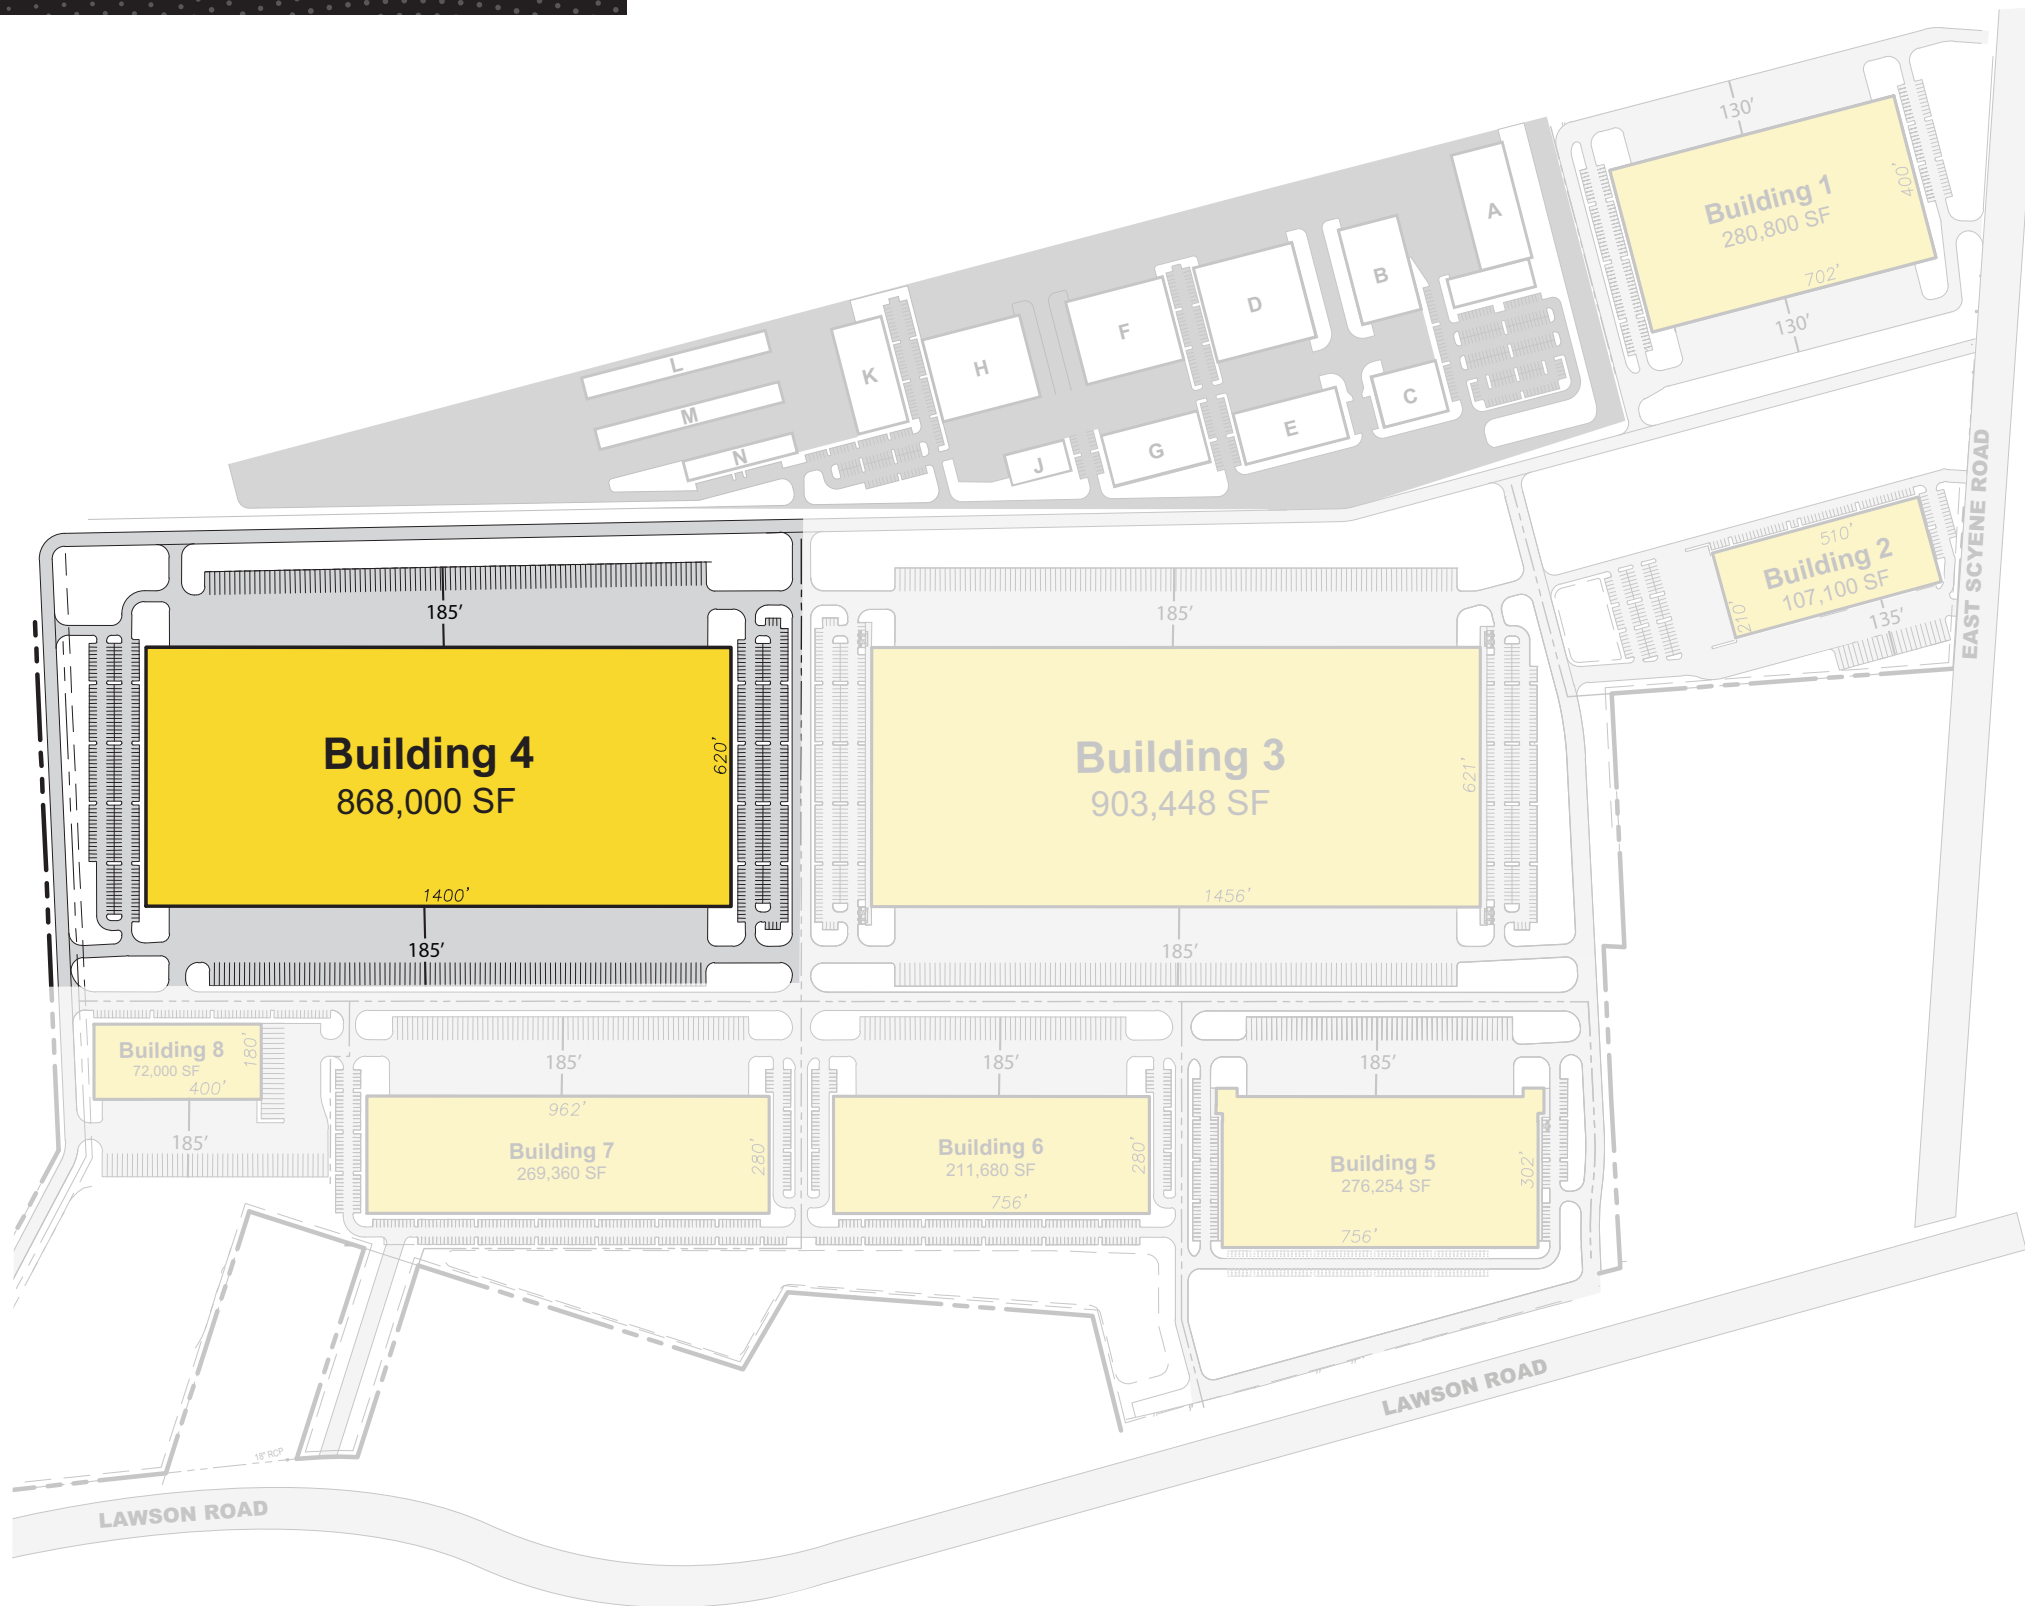 130’
Building 1
280,800 SF
400’
702’
130’
A
B
D
F
H
K
L
M
N
J
G
E
C
510’
Building 2
107,100 SF
210’
135’
EAST SCYENE ROAD
185’
Building 4
868,000 SF
620’
1400’
185’
185’
Building 3
903,448 SF
621’
1456’
185’
Building 8
72,000 SF
180’
400’
185’
185’
962’
Building 7
269,360 SF
280’
185’
Building 6
211,680 SF
280’
756’
185’
Building 5
276,254 SF
302’
756’
LAWSON ROAD
15" RCP
LAWSON ROAD